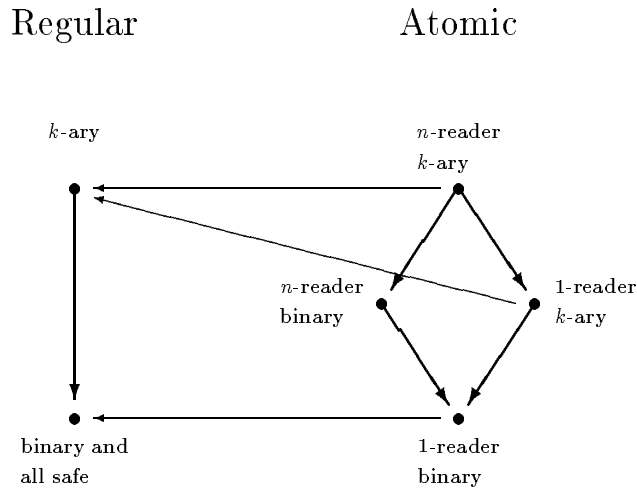 Regular
Atomic
k-ary
n-reader
k-ary
n-reader
binary
1-reader
k-ary
binary and
all safe
1-reader
binary